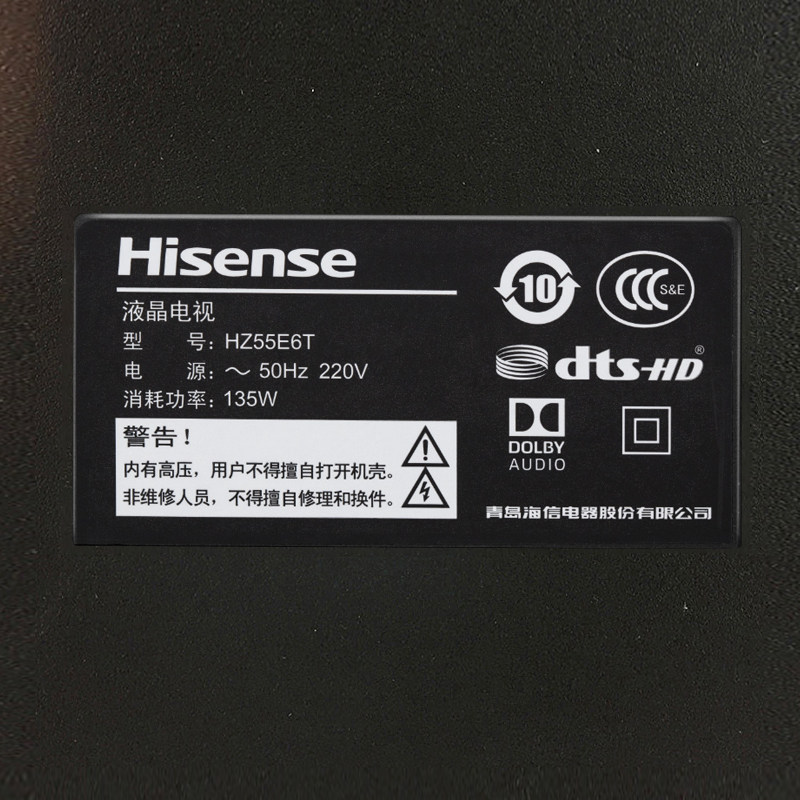 Hisense
液晶电视
型 号: HZ55E6T
电 源: ～ 50Hz 220V
消耗功率: 135W
警告！
内有高压，用户不得擅自打开机壳。
非维修人员，不得擅自修理和换件。
10
CCC S&E
dts-HD®
DOLBY
AUDIO
青岛海信电器股份有限公司